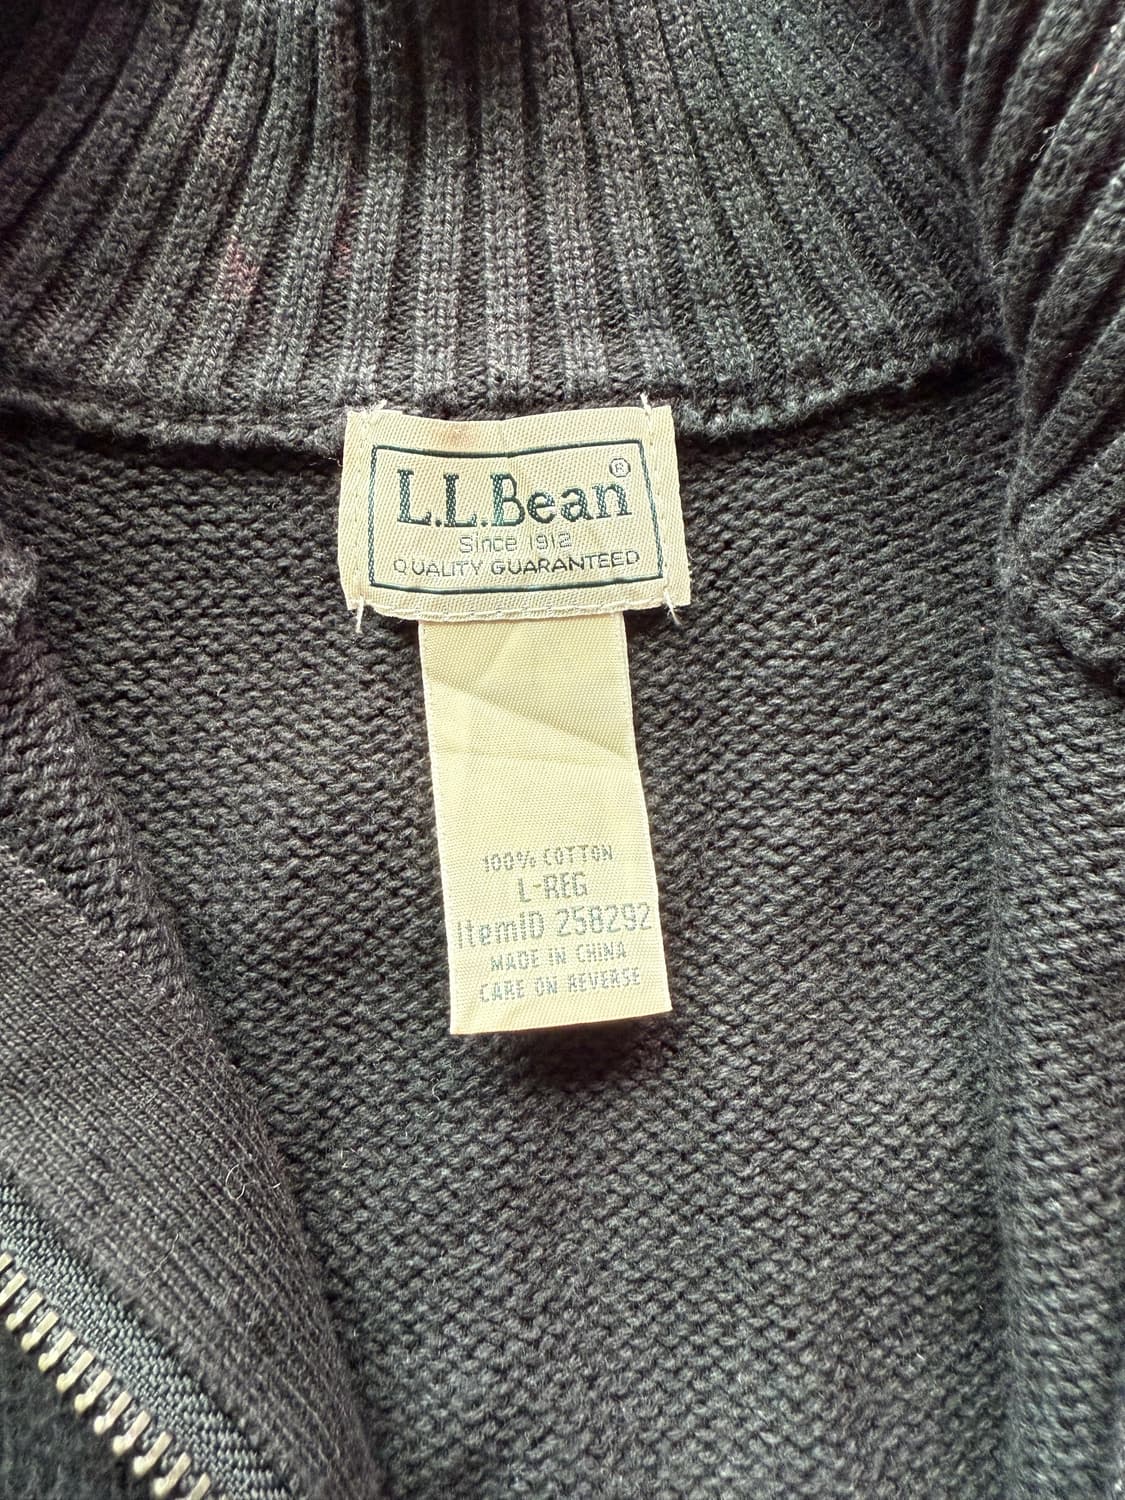 L.L.Bean®
Since 1912
QUALITY GUARANTEED
100% COTTON
L-REG
ItemID 258292
MADE IN CHINA
CARE ON REVERSE